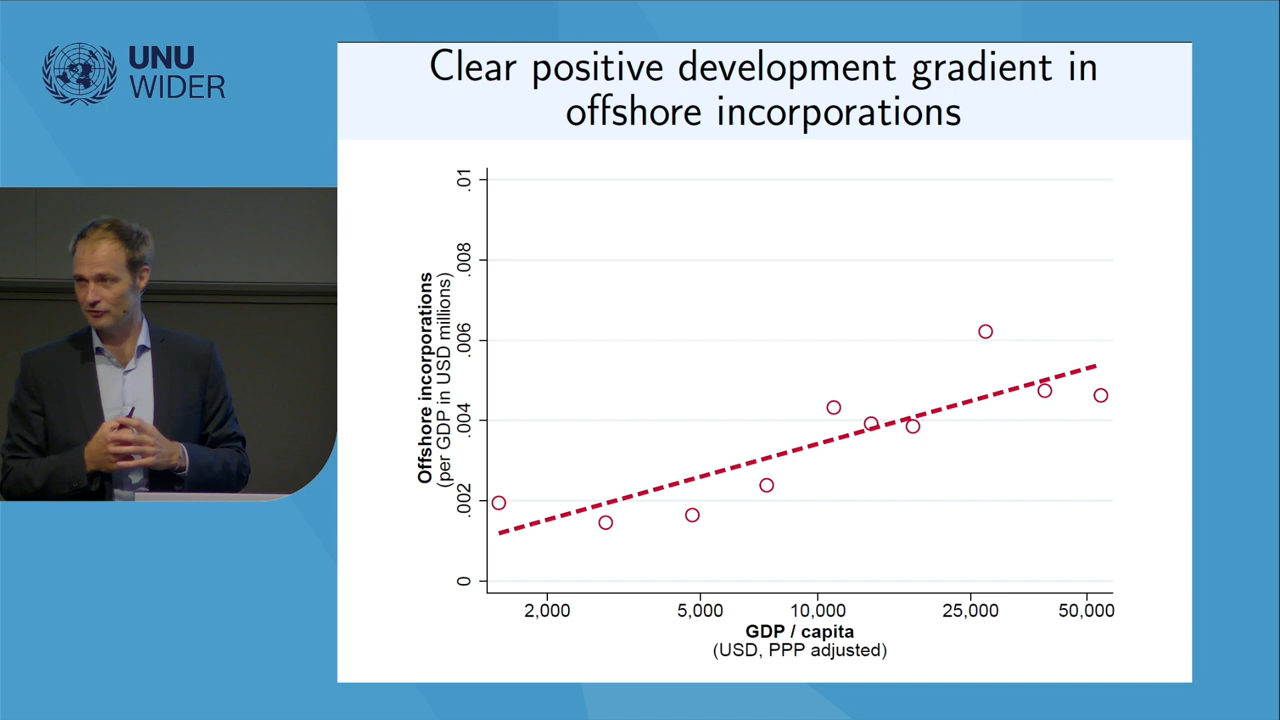 UNU
WIDER
Clear positive development gradient in
offshore incorporations
.01
.008
.006
.004
.002
0
Offshore incorporations
(per GDP in USD millions)
2,000
5,000
10,000
25,000
50,000
GDP / capita
(USD, PPP adjusted)